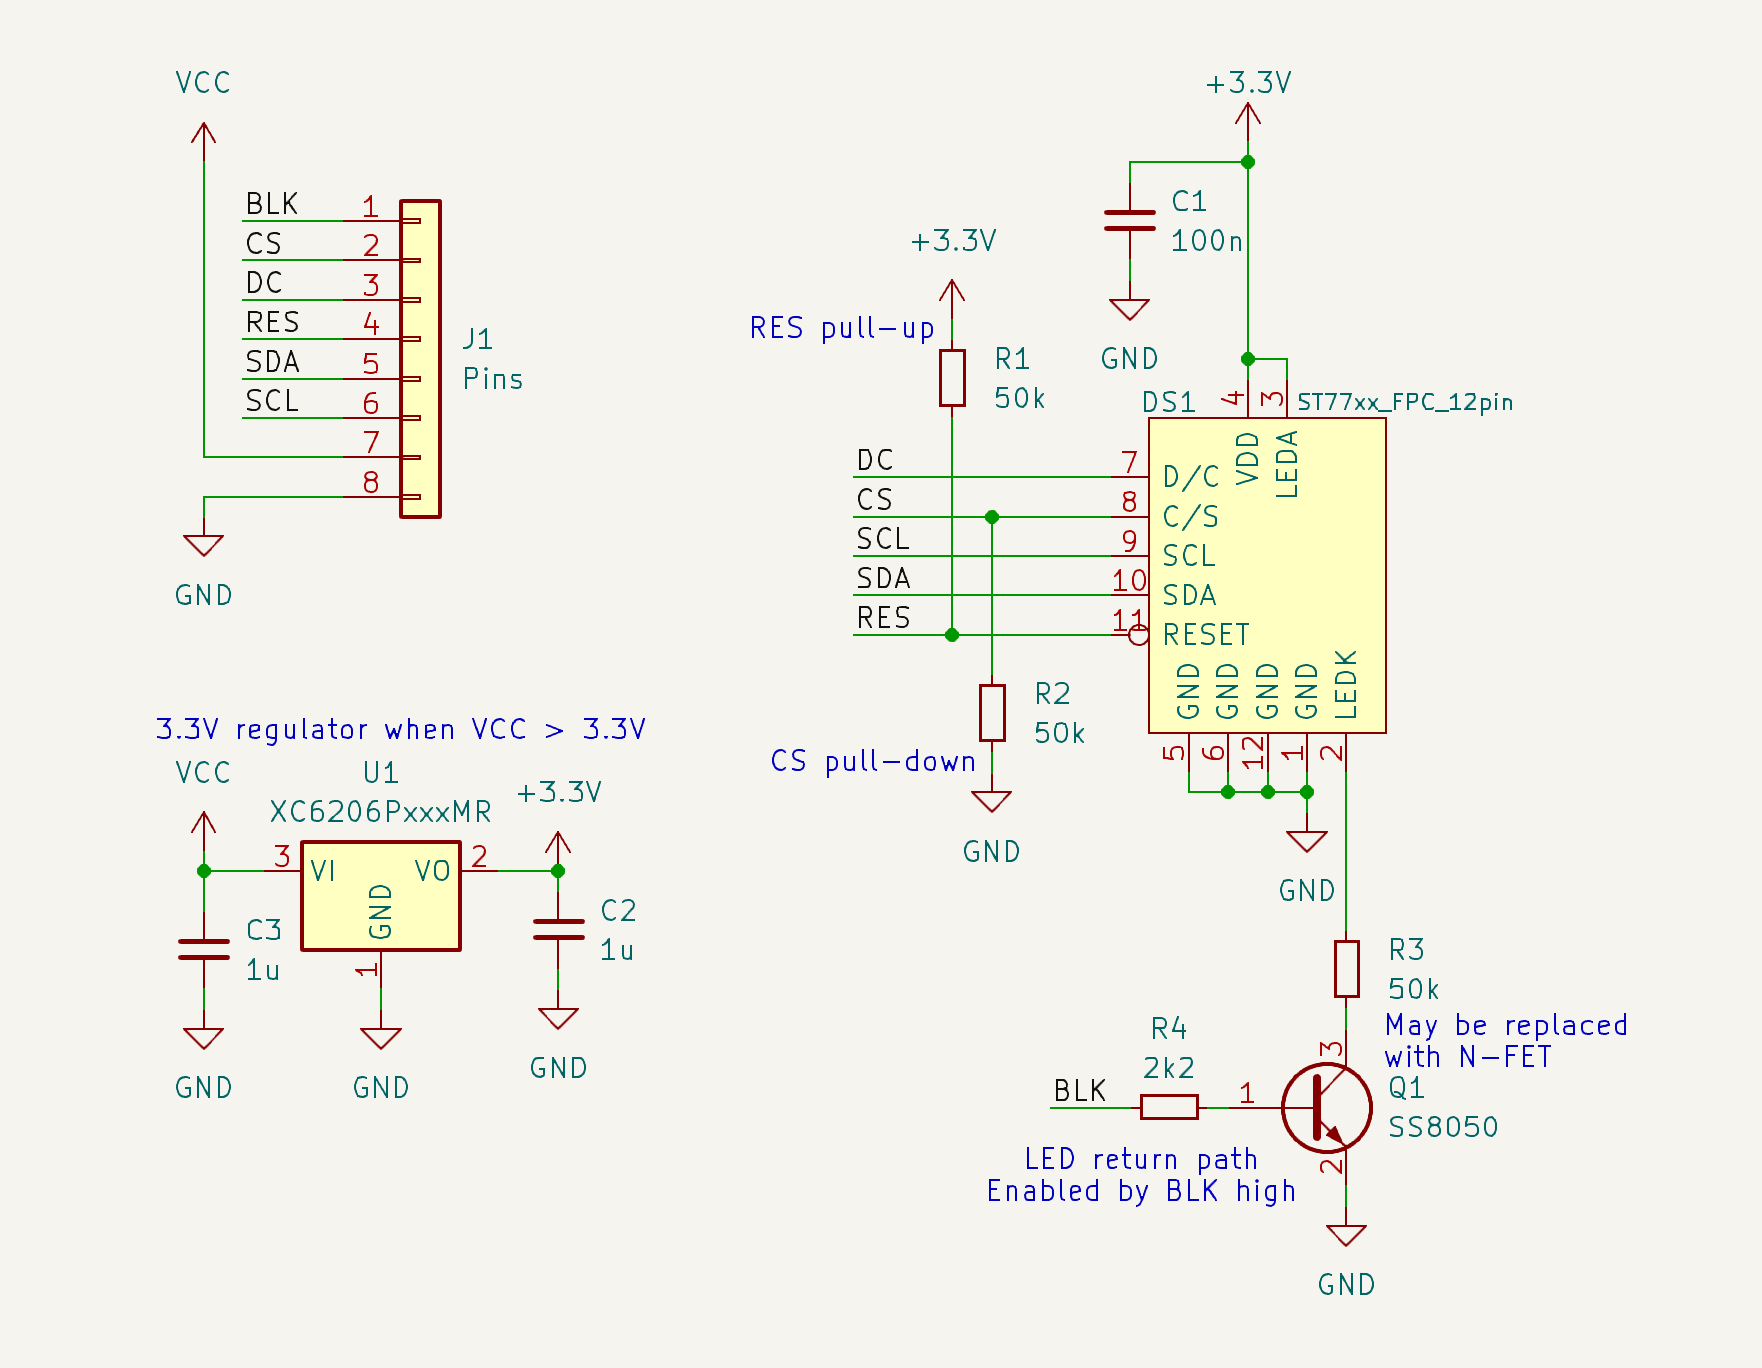 VCC
BLK 1
CS 2
DC 3
RES 4
SDA 5
SCL 6
7
8
J1
Pins
GND
3.3V regulator when VCC > 3.3V
VCC
U1
XC6206PxxxMR
+3.3V
3 VI VO 2
GND
1
C3
1u
C2
1u
GND
GND
GND
+3.3V
C1
100n
GND
+3.3V
RES pull-up
R1
50k
DS1
ST77xx_FPC_12pin
4 3
VDD LEDA
DC 7 D/C
CS 8 C/S
SCL 9 SCL
SDA 10 SDA
RES 11 RESET
GND GND GND GND LEDK
5 6 12 1 2
R2
50k
CS pull-down
GND
GND
R3
50k
May be replaced
with N-FET
R4
2k2
BLK
1
3
2
Q1
SS8050
LED return path
Enabled by BLK high
GND